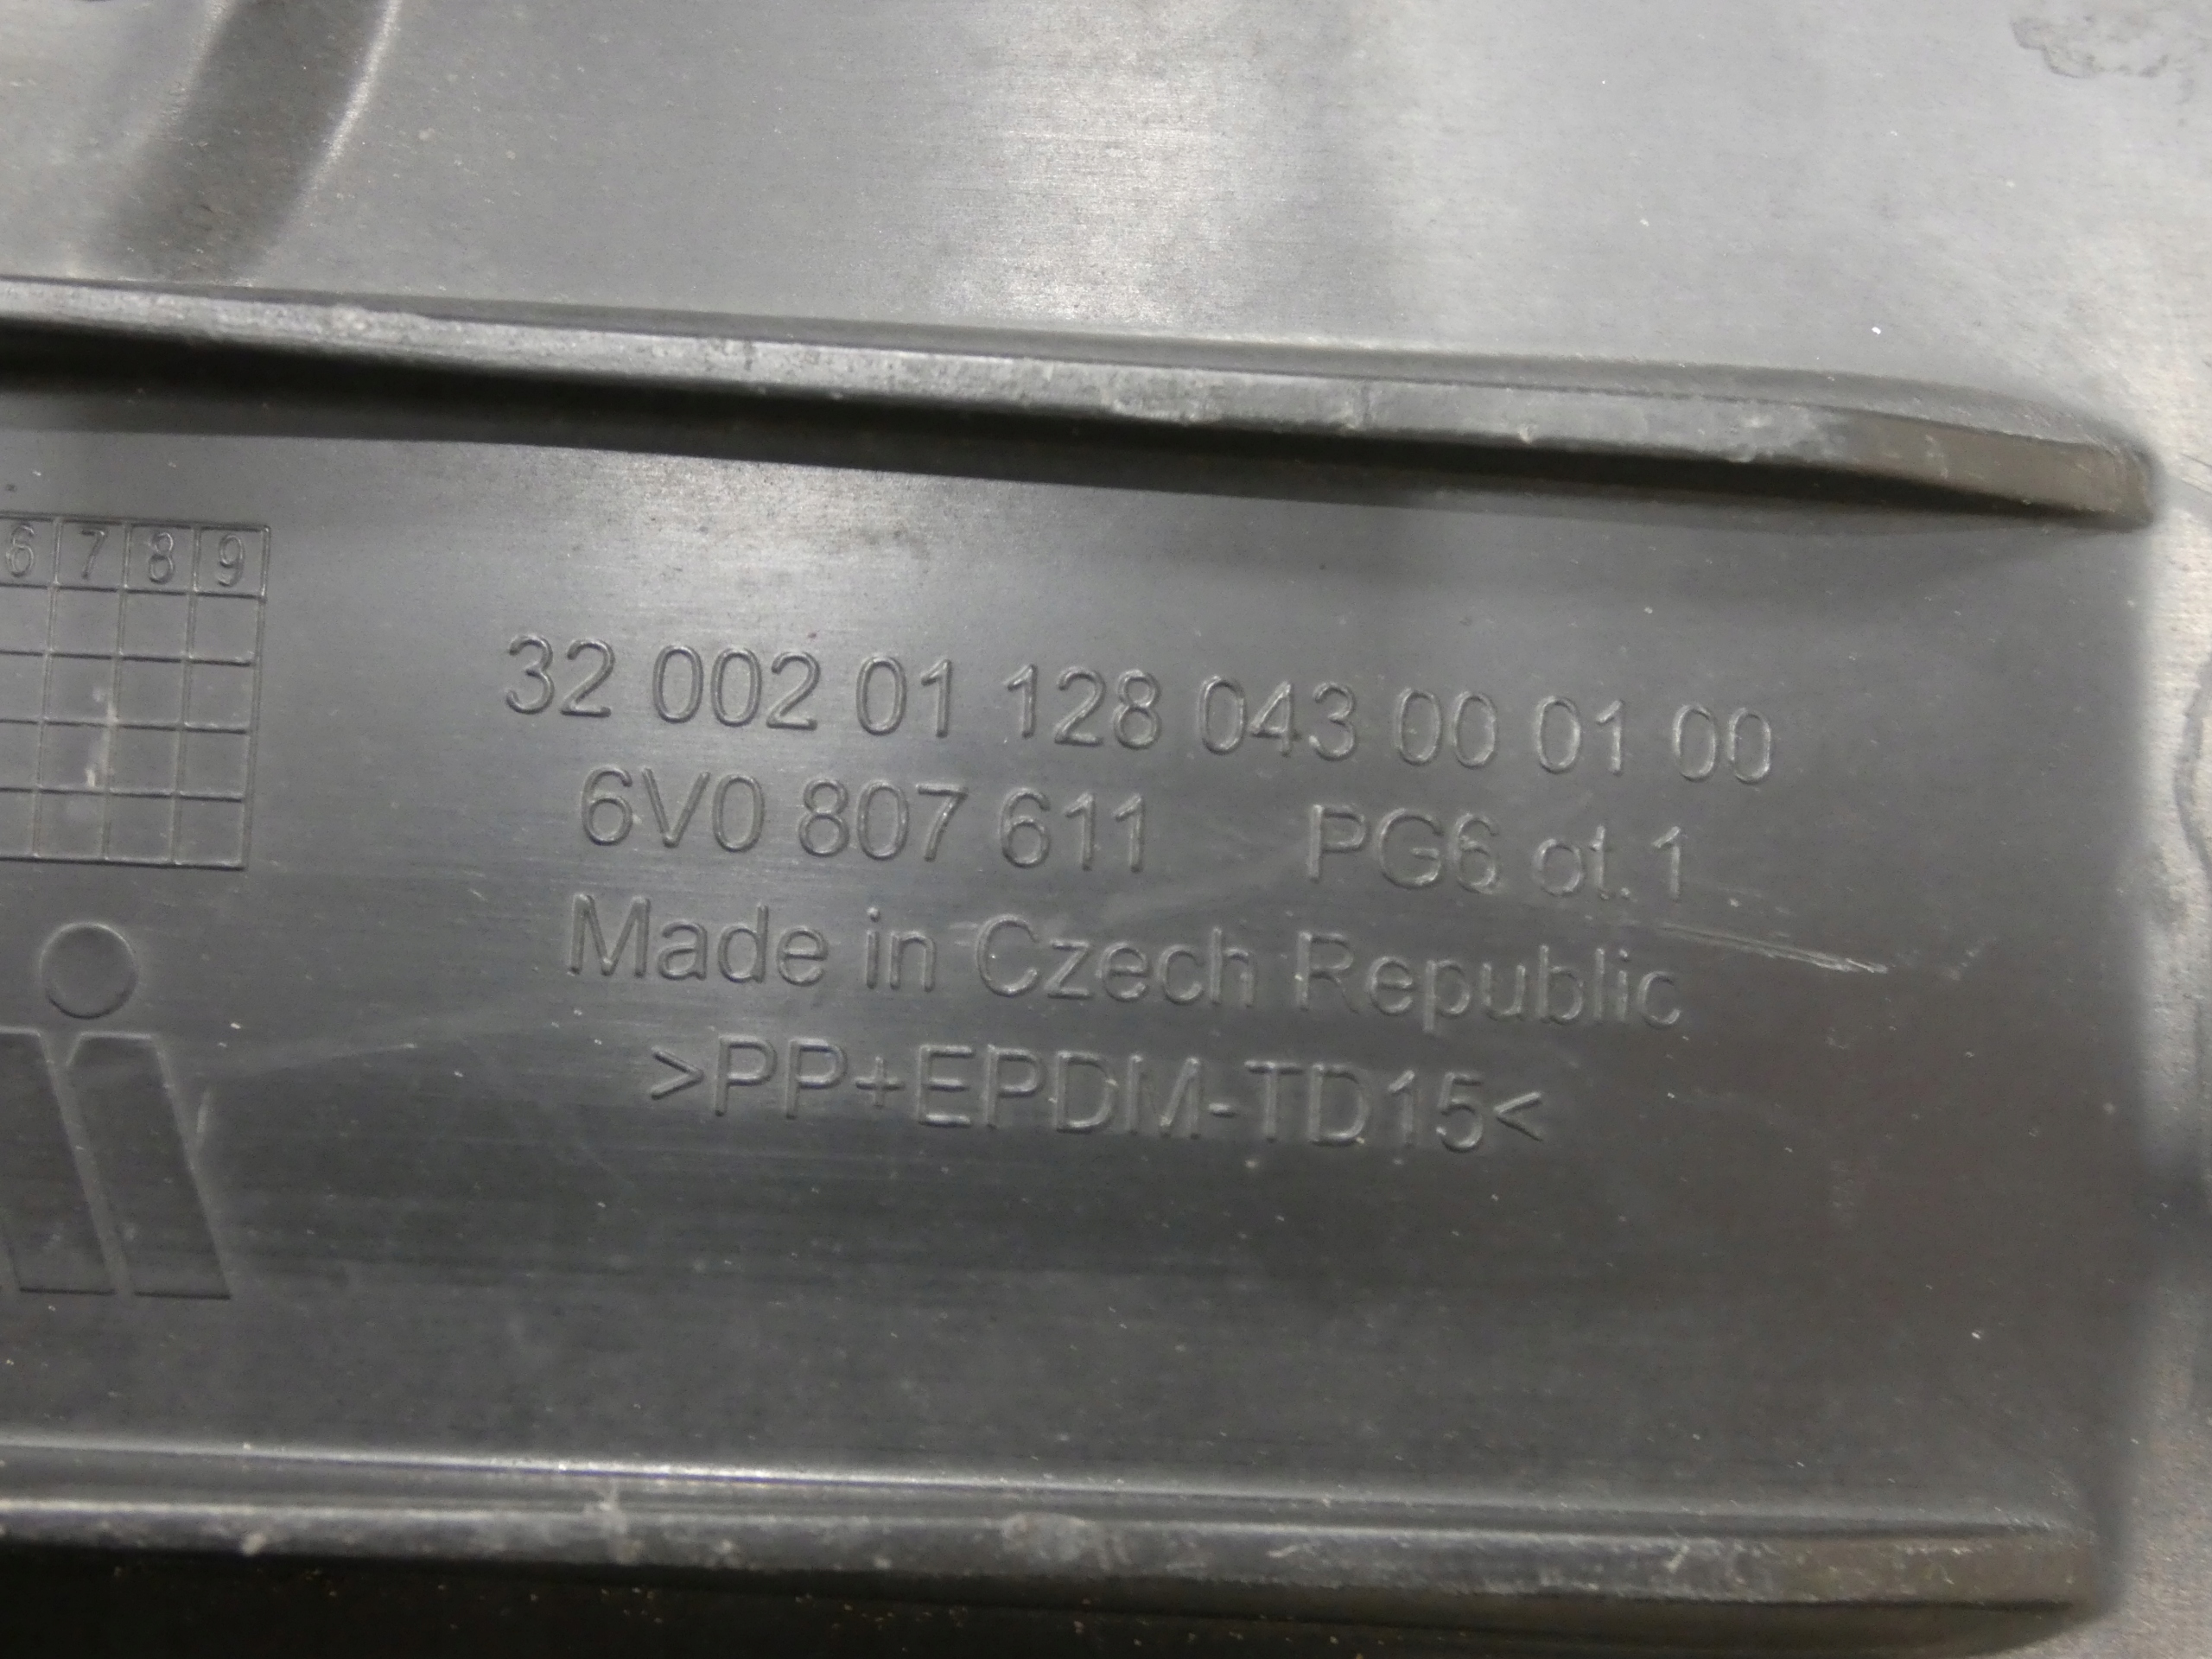 6 7 8 9
32 002 01 128 043 00 01 00
6V0 807 611 PG6 ot.1
Made in Czech Republic
>PP+EPDM-TD15<